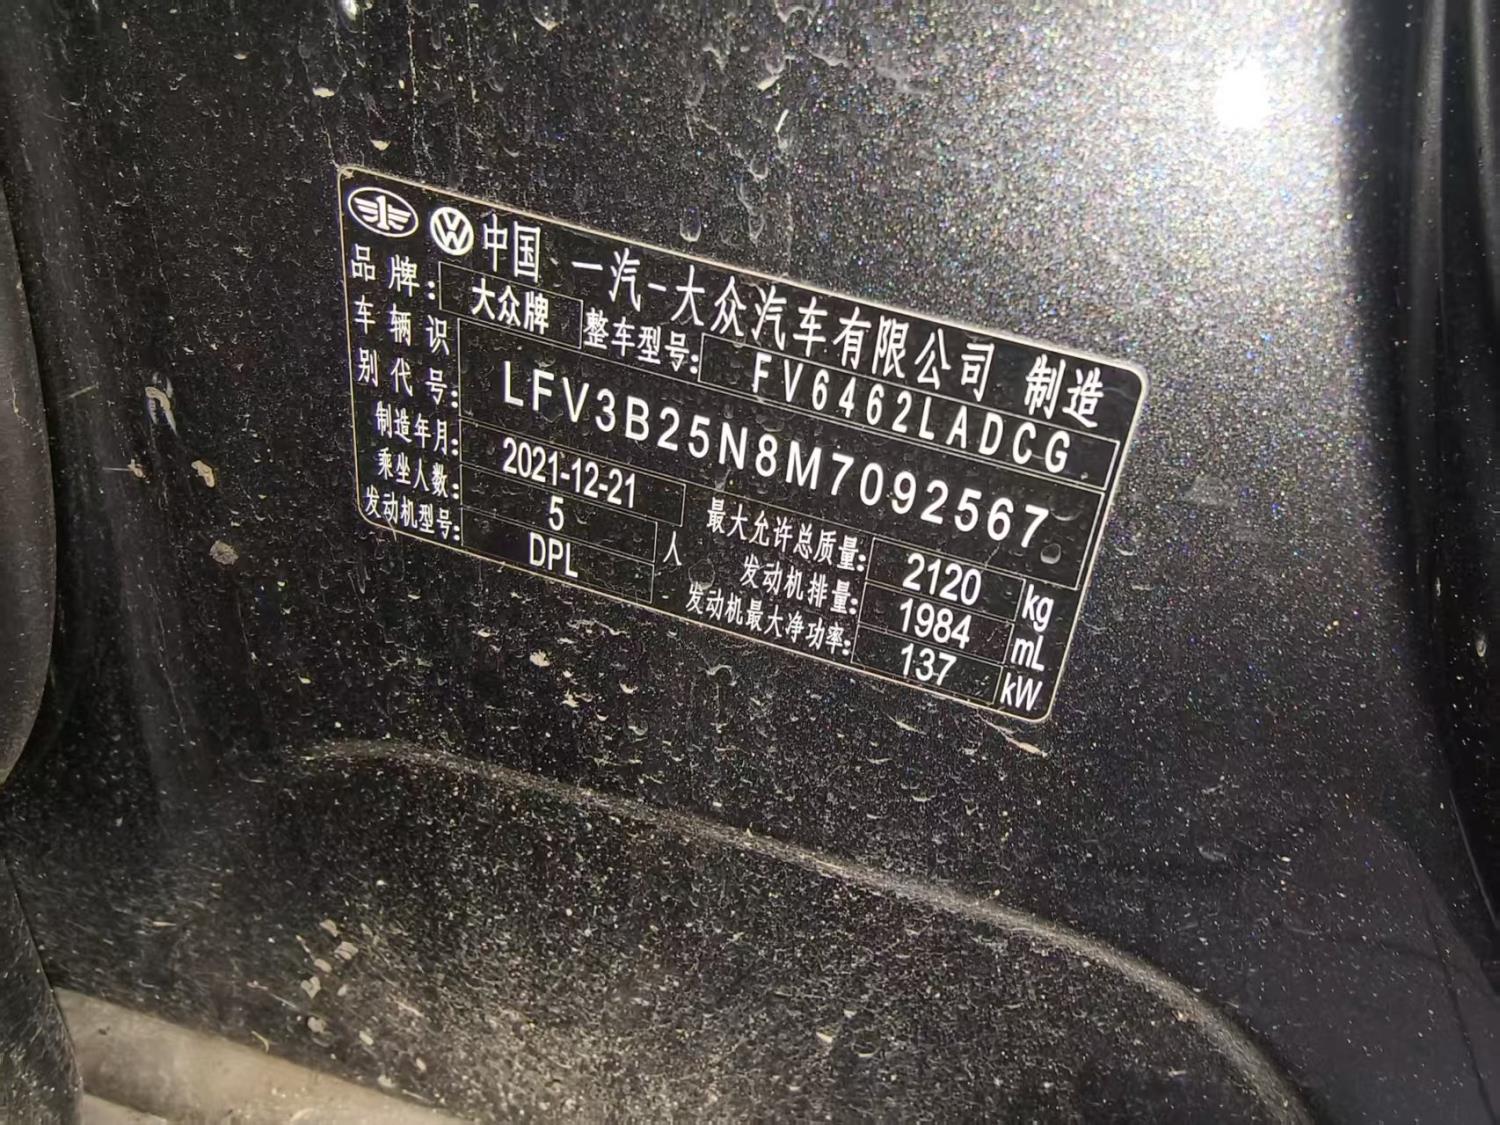 中国 一汽-大众汽车有限公司 制造
品牌: 大众牌 整车型号: FV6462LADCG
车辆识别代号: LFV3B25N8M7092567
制造年月: 2021-12-21 最大允许总质量: 2120 kg
乘坐人数: 5 人 发动机排量: 1984 mL
发动机型号: DPL 发动机最大净功率: 137 kW